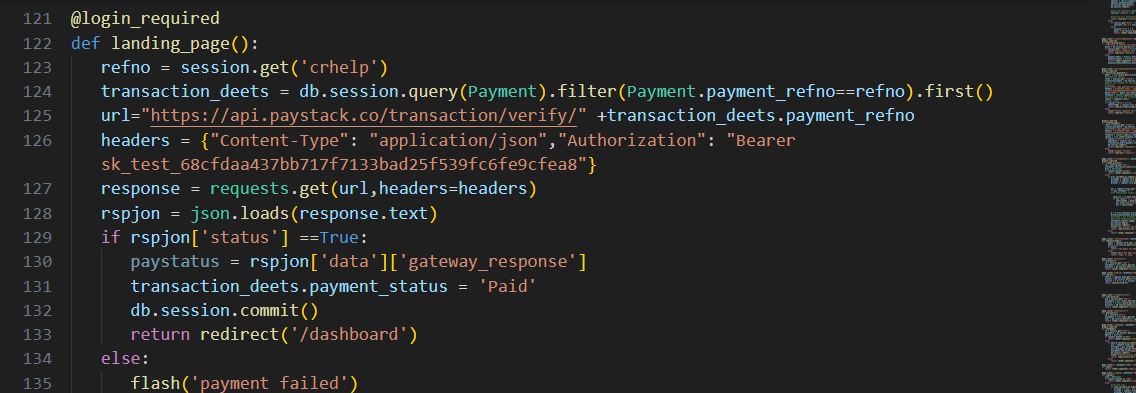 121 @login_required
122 def landing_page():
123 refno = session.get('crhelp')
124 transaction_deets = db.session.query(Payment).filter(Payment.payment_refno==refno).first()
125 url="https://api.paystack.co/transaction/verify/" +transaction_deets.payment_refno
126 headers = {"Content-Type": "application/json","Authorization": "Bearer
sk_test_68cfdaa437bb717f7133bad25f539fc6fe9cfea8"}
127 response = requests.get(url,headers=headers)
128 rspjon = json.loads(response.text)
129 if rspjon['status'] ==True:
130 paystatus = rspjon['data']['gateway_response']
131 transaction_deets.payment_status = 'Paid'
132 db.session.commit()
133 return redirect('/dashboard')
134 else:
135 flash('payment failed')